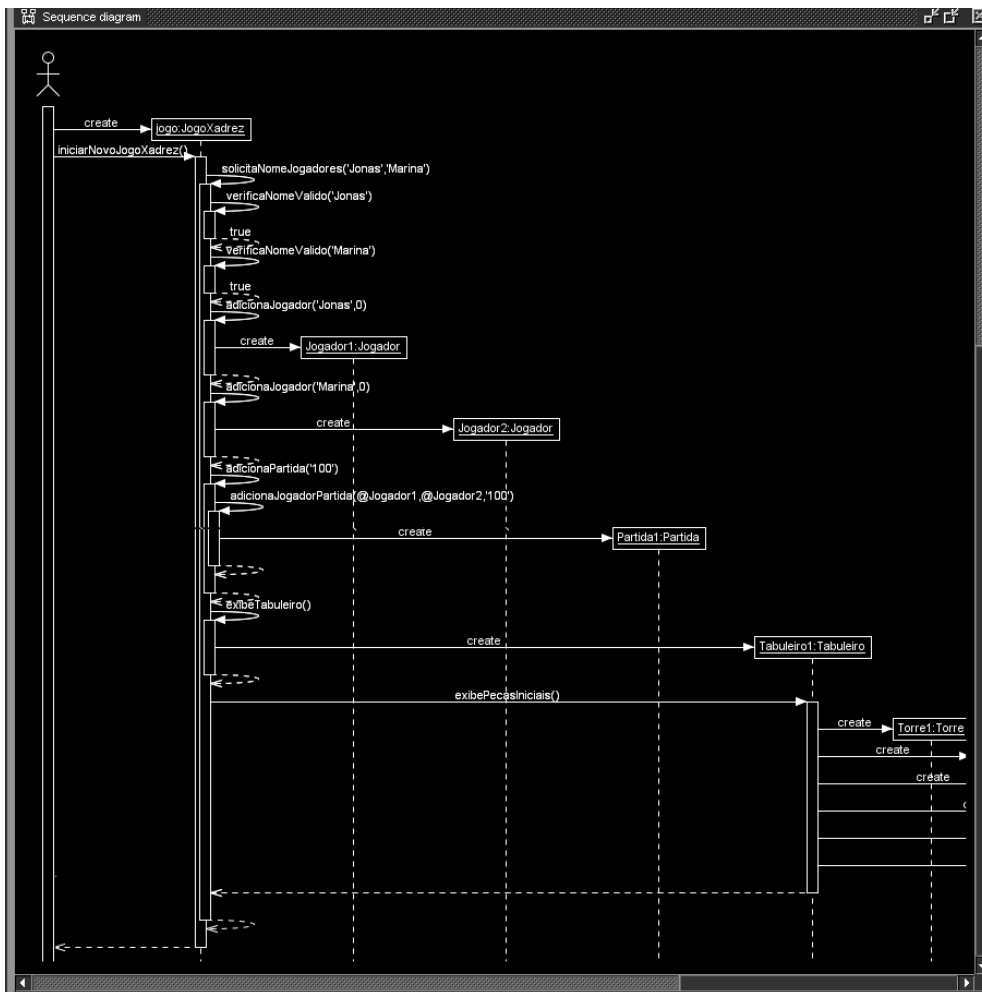 Sequence diagram
create
jogo:JogoXadrez
iniciarNovoJogoXadrez()
solicitaNomeJogadores('Jonas','Marina')
verificaNomeValido('Jonas')
true
verificaNomeValido('Marina')
true
adicionaJogador('Jonas',0)
create
Jogador1:Jogador
adicionaJogador('Marina',0)
create
Jogador2:Jogador
adicionaPartida('100')
adicionaJogadorPartida(@Jogador1,@Jogador2,'100')
create
Partida1:Partida
exibeTabuleiro()
create
Tabuleiro1:Tabuleiro
exibePecasIniciais()
create
Torre1:Torre
create
create